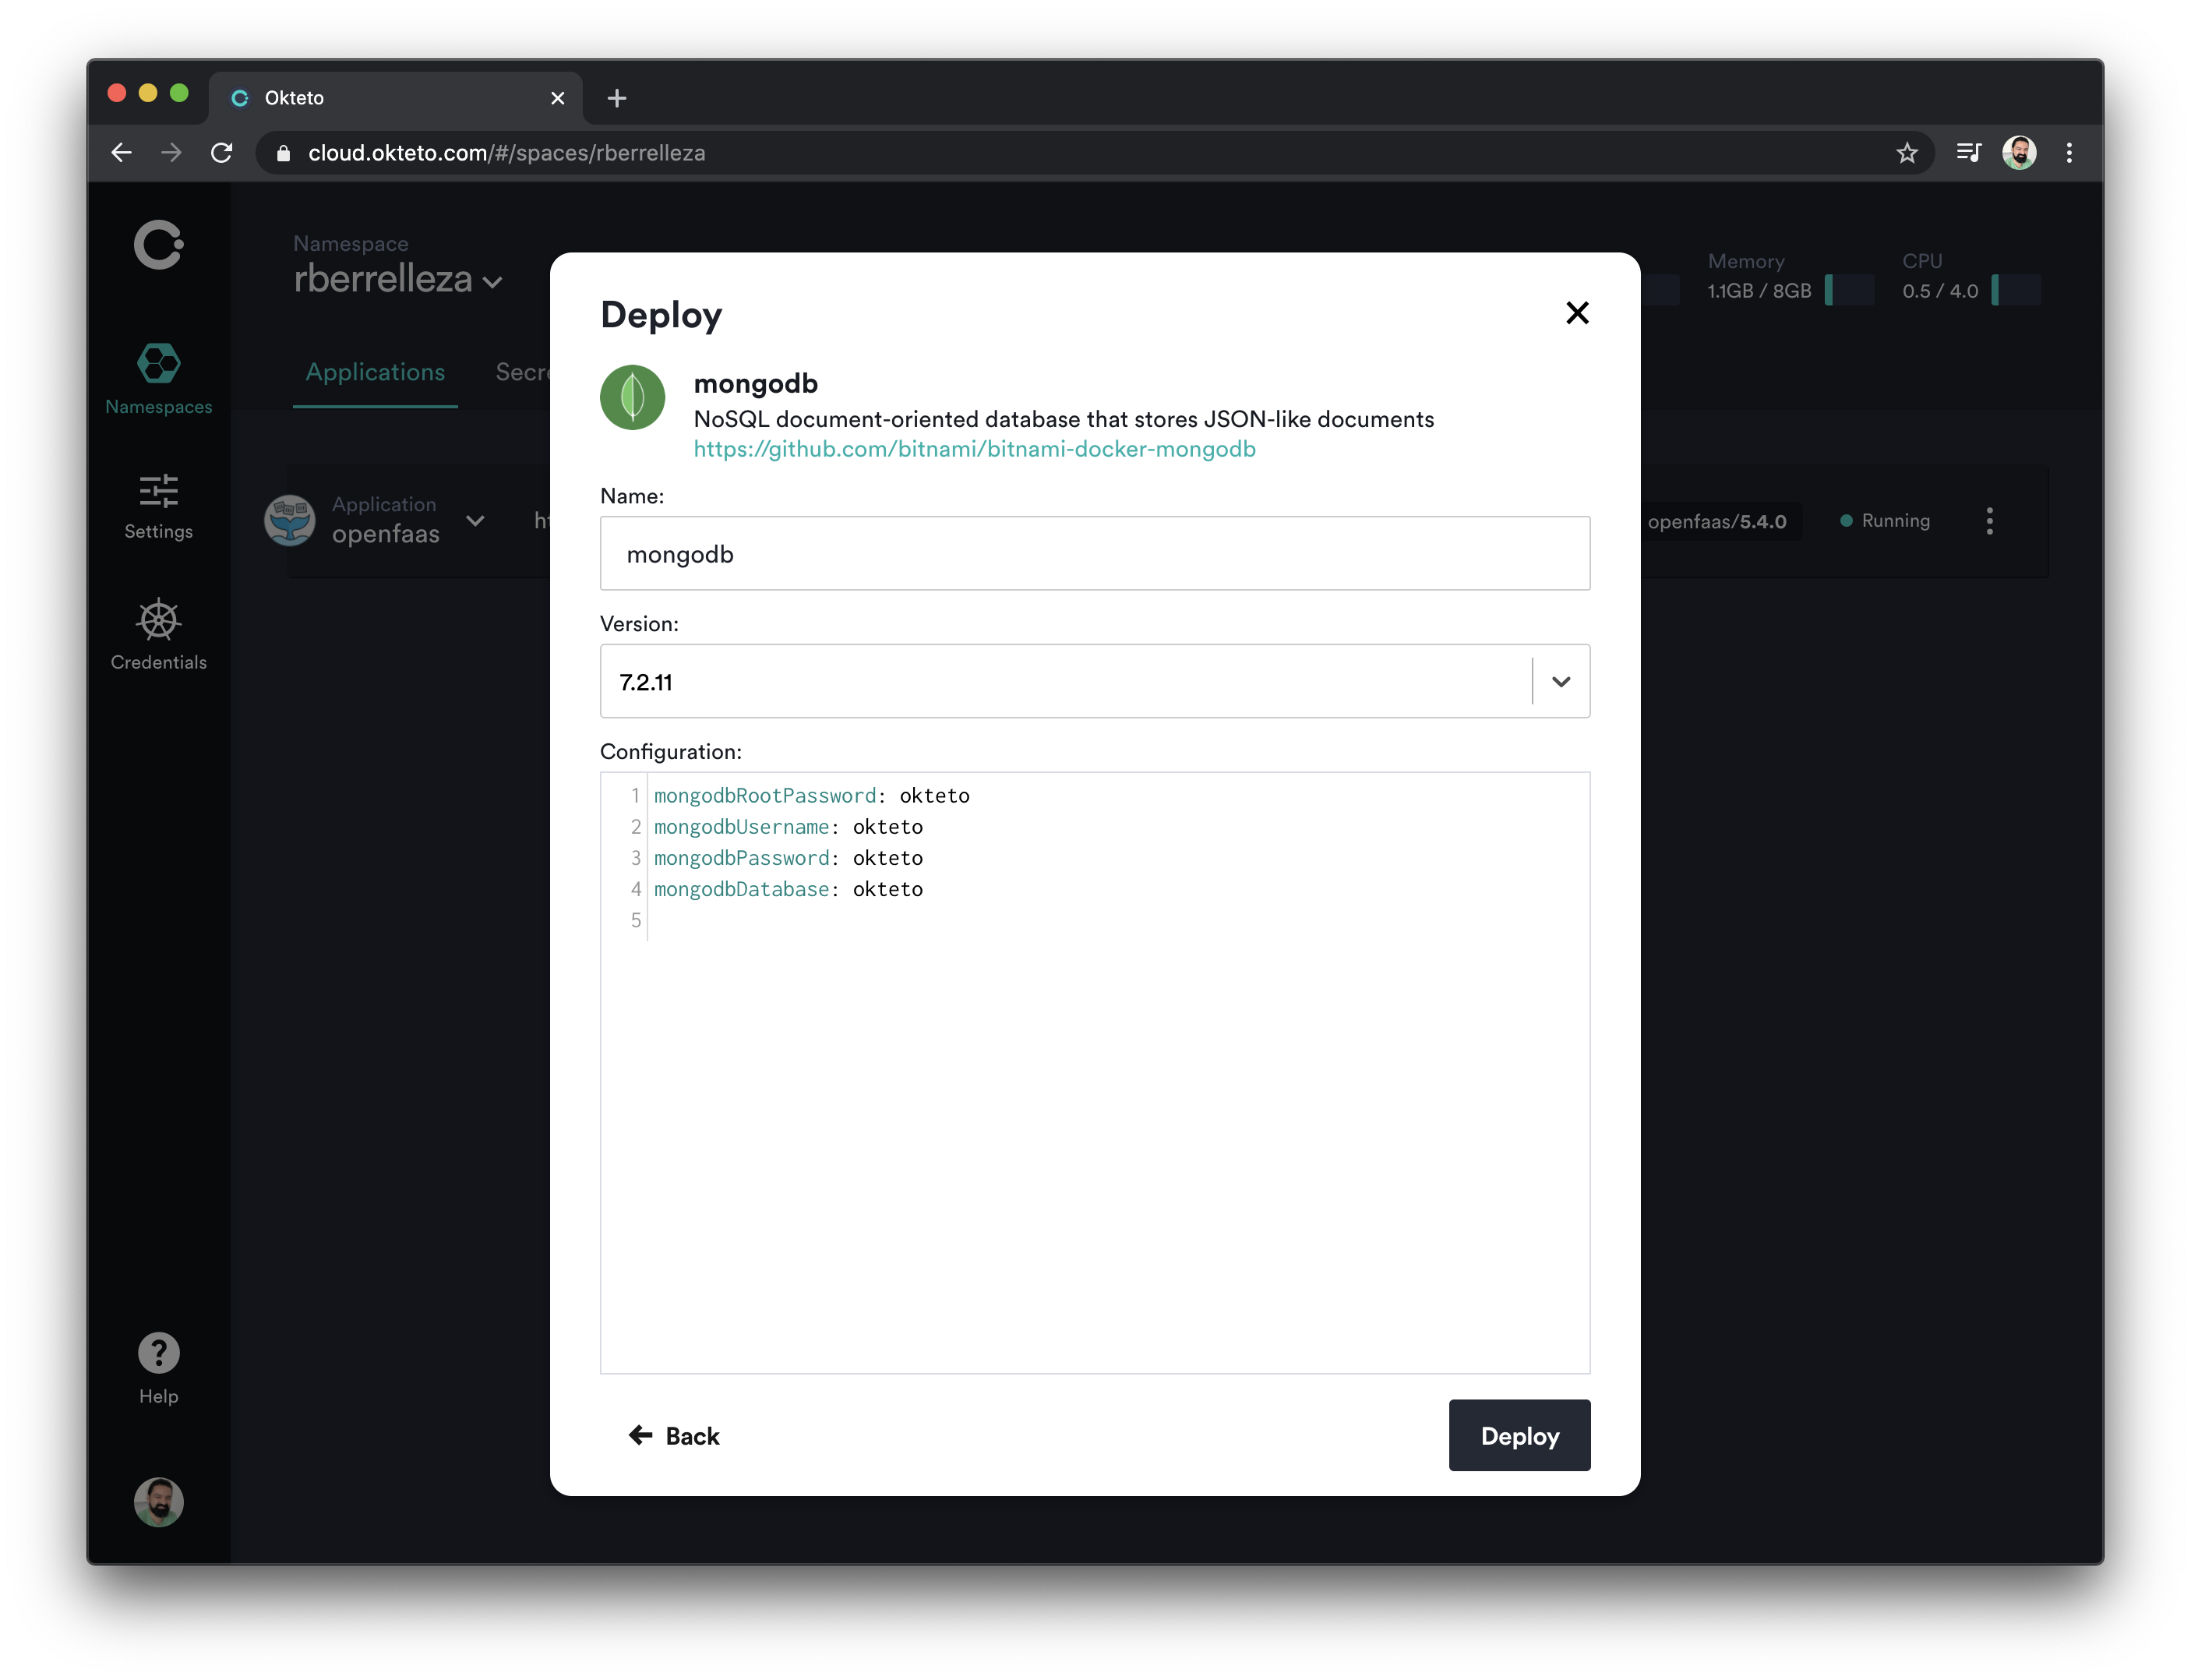 Okteto
cloud.okteto.com/#/spaces/rberrelleza
Namespace
rberrelleza
Memory
1.1GB / 8GB
CPU
0.5 / 4.0
Applications
Namespaces
Settings
Credentials
Help
Application
openfaas
openfaas/5.4.0
Running
Deploy
mongodb
NoSQL document-oriented database that stores JSON-like documents
https://github.com/bitnami/bitnami-docker-mongodb
Name:
mongodb
Version:
7.2.11
Configuration:
1 mongodbRootPassword: okteto
2 mongodbUsername: okteto
3 mongodbPassword: okteto
4 mongodbDatabase: okteto
5
Back
Deploy